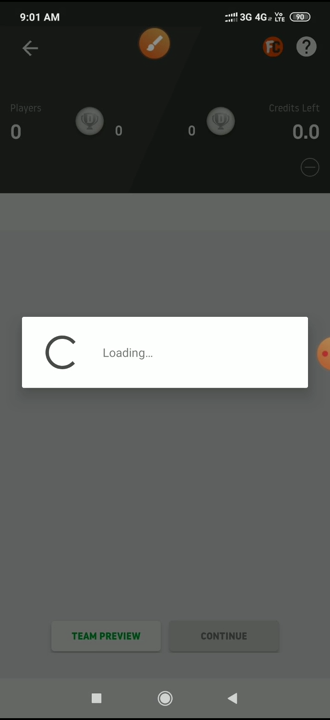 9:01 AM
3G 4G Vo LTE 90
FC ?
Players
Credits Left
0
0
0
0.0
Loading...
TEAM PREVIEW
CONTINUE